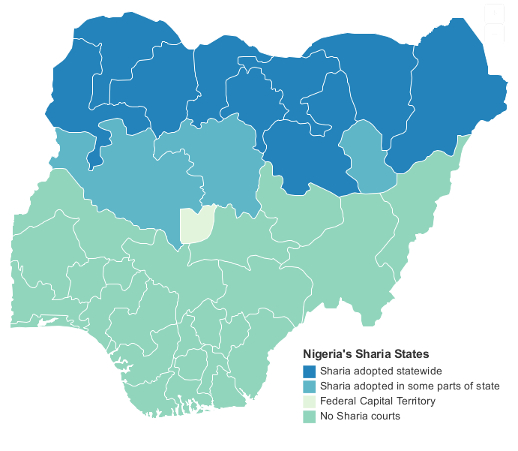 Nigeria's Sharia States
Sharia adopted statewide
Sharia adopted in some parts of state
Federal Capital Territory
No Sharia courts